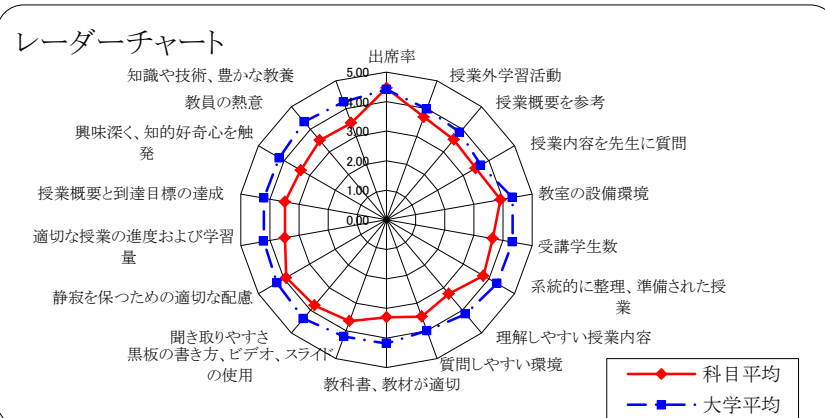 レーダーチャート
出席率
授業外学習活動
授業概要を参考
授業内容を先生に質問
教室の設備環境
受講学生数
系統的に整理、準備された授
業
理解しやすい授業内容
質問しやすい環境
教科書、教材が適切
黒板の書き方、ビデオ、スライド
の使用
聞き取りやすさ
静寂を保つための適切な配慮
適切な授業の進度および学習
量
授業概要と到達目標の達成
興味深く、知的好奇心を触
発
教員の熱意
知識や技術、豊かな教養
5.00
4.00
3.00
2.00
1.00
0.00
科目平均
大学平均